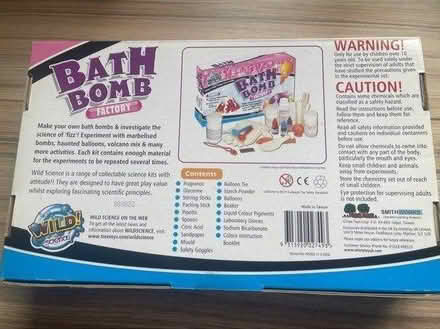 BATH
BOMB
FACTORY
Make your own bath bombs & investigate the
science of 'fizz'! Experiment with marbelised
bombs, haunted balloons, volcano mix & many
more activities. Each kit contains enough material
for the experiments to be repeated several times.
Wild Science is a range of collectable science kits with
attitude!! They are designed to have great play value
whilst exploring fascinating scientific principles.
WILD!
Science
WILD SCIENCE ON THE WEB
BATH
BOMB
Contents
Fragrance
Glycerine
Stirring Sticks
Packing Stick
Pipette
Spoons
Citric Acid
Sandpaper
Mould
Safety Goggles
Balloon Tie
Starch Powder
Balloons
Beaker
Liquid Colour Pigments
Laboratory Gloves
Sodium Bicarbonate
Colour Instruction
Booklet
CE
Made in Taiwan
WARNING!
Only for use by children over 10
years old. To be used solely under
the strict supervision of adults that
have studied the precautions given
in the experimental set.
CAUTION!
Contains some chemicals which are
classified as a safety hazard.
Read the instructions before use,
follow them and keep them for
reference.
Read all safety information provided
and cautions on individual containers
before use.
Do not allow chemicals to come into
contact with any part of the body,
particularly the mouth and eyes.
Keep small children and animals
away from experiments.
Store the chemistry set out of reach
of small children.
Eye protection for supervising adults
is not included.